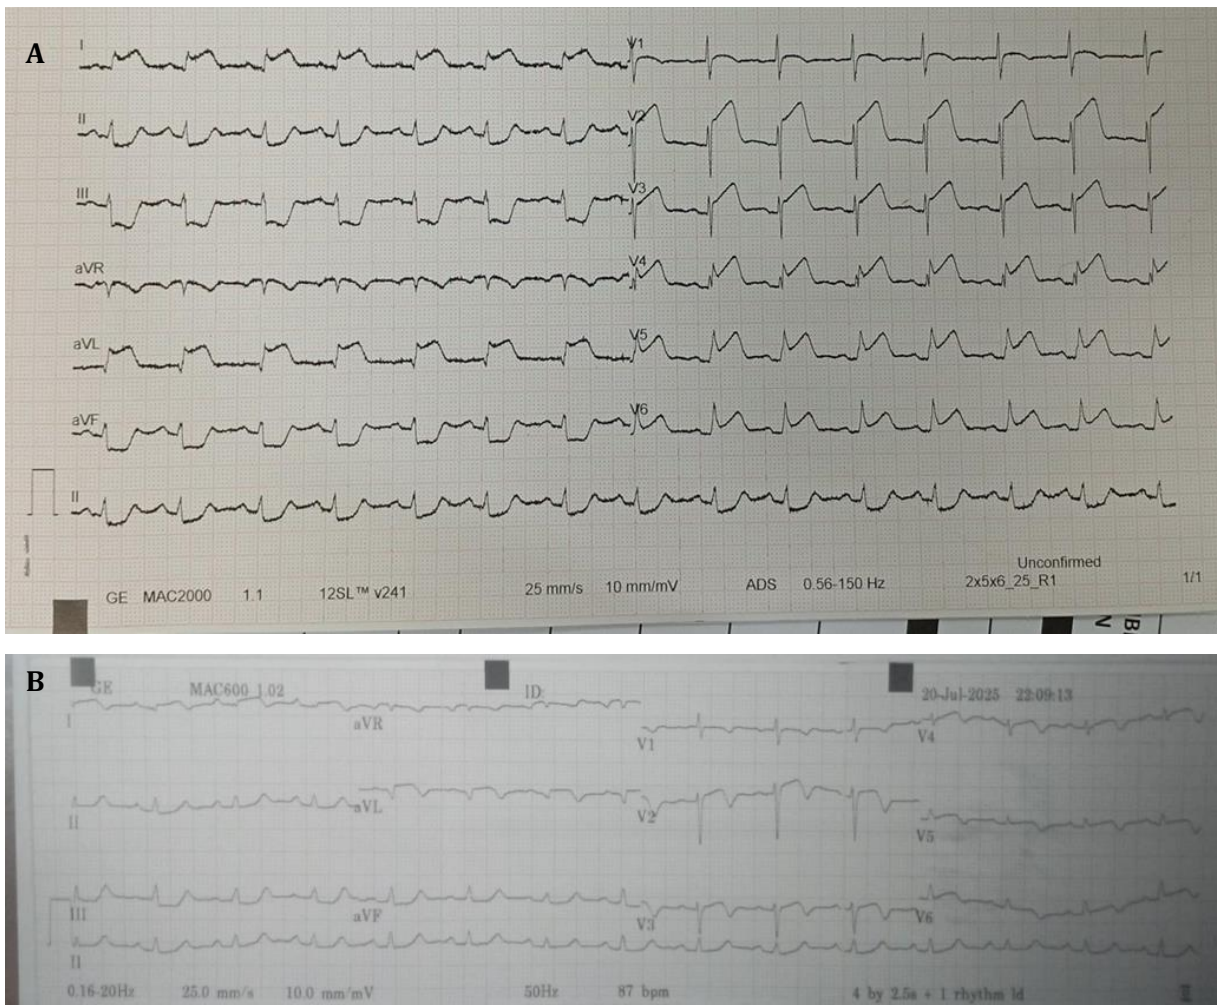 A
I
V1
II
V2
III
V3
aVR
V4
aVL
V5
aVF
V6
II
Unconfirmed
GE MAC2000 1.1 12SL™ v241 25 mm/s 10 mm/mV ADS 0.56-150 Hz 2x5x6_25_R1 1/1
B
GE MAC600 1.02 ID: 20-Jul-2025 22:09:13
I aVR V1 V4
II aVL V2 V5
III aVF V3 V6
II
0.16-20Hz 25.0 mm/s 10.0 mm/mV 50Hz 87 bpm 4 by 2.5s + 1 rhythm ld